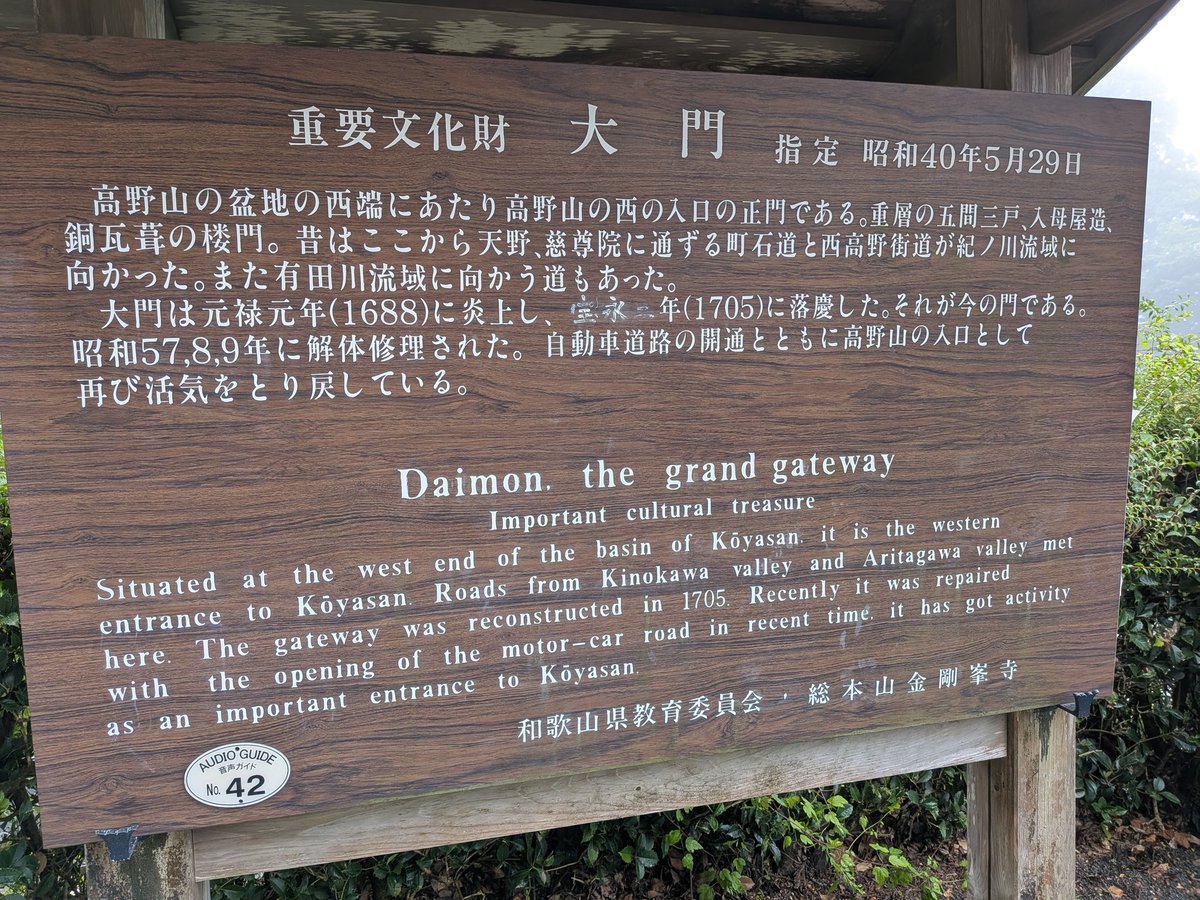 重要文化財 大門 指定 昭和40年5月29日
高野山の盆地の西端にあたり高野山の西の入口の正門である。重層の五間三戸、入母屋造、
銅瓦葺の楼門。昔はここから天野、慈尊院に通ずる町石道と西高野街道が紀ノ川流域に
向かった。また有田川流域に向かう道もあった。
大門は元禄元年(1688)に炎上し、宝永二年(1705)に落慶した。それが今の門である。
昭和57,8,9年に解体修理された。自動車道路の開通とともに高野山の入口として
再び活気をとり戻している。
Daimon, the grand gateway
Important cultural treasure
Situated at the west end of the basin of Kōyasan, it is the western
entrance to Kōyasan. Roads from Kinokawa valley and Aritagawa valley met
here. The gateway was reconstructed in 1705. Recently it was repaired
with the opening of the motor-car road in recent time, it has got activity
as an important entrance to Kōyasan.
和歌山県教育委員会・総本山金剛峯寺
AUDIO GUIDE
音声ガイド
No. 42